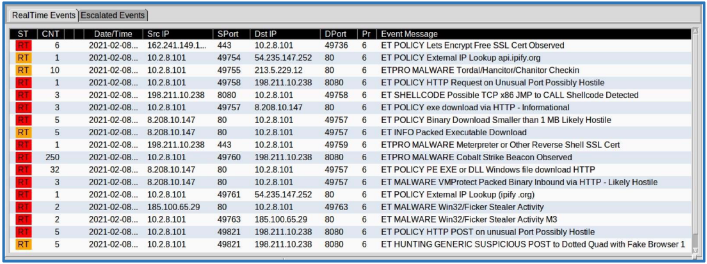 RealTime Events Escalated Events
ST CNT Date/Time Src IP SPort Dst IP DPort Pr Event Message
RT 6 2021-02-08... 162.241.149.1... 443 10.2.8.101 49736 6 ET POLICY Lets Encrypt Free SSL Cert Observed
RT 1 2021-02-08... 10.2.8.101 49754 54.235.147.252 80 6 ET POLICY External IP Lookup api.ipify.org
RT 10 2021-02-08... 10.2.8.101 49755 213.5.229.12 80 6 ETPRO MALWARE Tordal/Hancitor/Chanitor Checkin
RT 1 2021-02-08... 10.2.8.101 49758 198.211.10.238 8080 6 ET POLICY HTTP Request on Unusual Port Possibly Hostile
RT 3 2021-02-08... 198.211.10.238 8080 10.2.8.101 49758 6 ET SHELLCODE Possible TCP x86 JMP to CALL Shellcode Detected
RT 3 2021-02-08... 10.2.8.101 49757 8.208.10.147 80 6 ET POLICY exe download via HTTP - Informational
RT 5 2021-02-08... 8.208.10.147 80 10.2.8.101 49757 6 ET POLICY Binary Download Smaller than 1 MB Likely Hostile
RT 5 2021-02-08... 8.208.10.147 80 10.2.8.101 49757 6 ET INFO Packed Executable Download
RT 1 2021-02-08... 198.211.10.238 443 10.2.8.101 49759 6 ETPRO MALWARE Meterpreter or Other Reverse Shell SSL Cert
RT 250 2021-02-08... 10.2.8.101 49760 198.211.10.238 8080 6 ETPRO MALWARE Cobalt Strike Beacon Observed
RT 32 2021-02-08... 8.208.10.147 80 10.2.8.101 49757 6 ET POLICY PE EXE or DLL Windows file download HTTP
RT 3 2021-02-08... 8.208.10.147 80 10.2.8.101 49757 6 ET MALWARE VMProtect Packed Binary Inbound via HTTP - Likely Hostile
RT 1 2021-02-08... 10.2.8.101 49761 54.235.147.252 80 6 ET POLICY External IP Lookup (ipify .org)
RT 2 2021-02-08... 185.100.65.29 80 10.2.8.101 49763 6 ET MALWARE Win32/Ficker Stealer Activity
RT 2 2021-02-08... 10.2.8.101 49763 185.100.65.29 80 6 ET MALWARE Win32/Ficker Stealer Activity M3
RT 5 2021-02-08... 10.2.8.101 49821 198.211.10.238 8080 6 ET POLICY HTTP POST on unusual Port Possibly Hostile
RT 5 2021-02-08... 10.2.8.101 49821 198.211.10.238 8080 6 ET HUNTING GENERIC SUSPICIOUS POST to Dotted Quad with Fake Browser 1